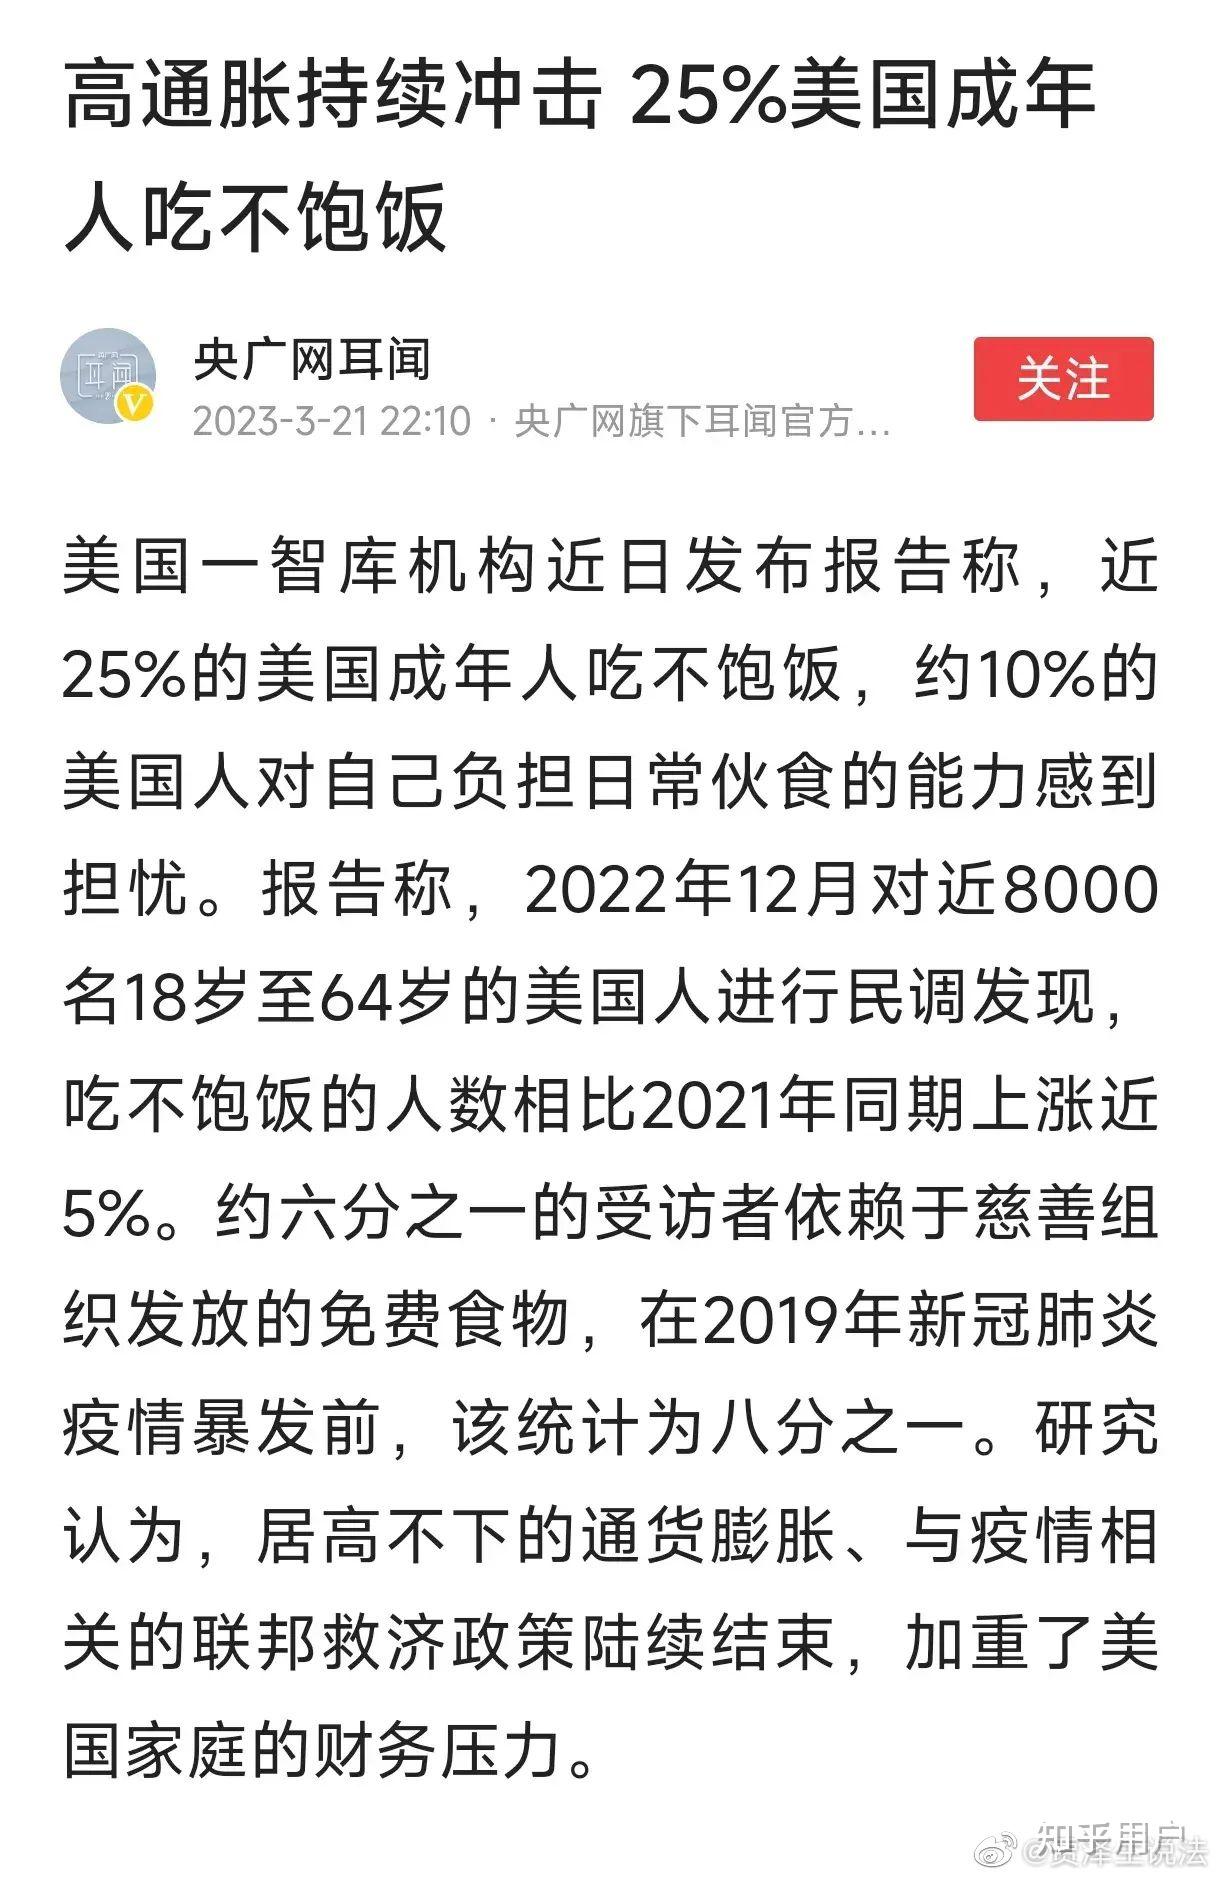 高通胀持续冲击 25%美国成年
人吃不饱饭
耳闻
V
央广网耳闻
关注
2023-3-21 22:10 · 央广网旗下耳闻官方...
美国一智库机构近日发布报告称，近
25%的美国成年人吃不饱饭，约10%的
美国人对自己负担日常伙食的能力感到
担忧。报告称，2022年12月对近8000
名18岁至64岁的美国人进行民调发现，
吃不饱饭的人数相比2021年同期上涨近
5%。约六分之一的受访者依赖于慈善组
织发放的免费食物，在2019年新冠肺炎
疫情暴发前，该统计为八分之一。研究
认为，居高不下的通货膨胀、与疫情相
关的联邦救济政策陆续结束，加重了美
国家庭的财务压力。
知乎用户